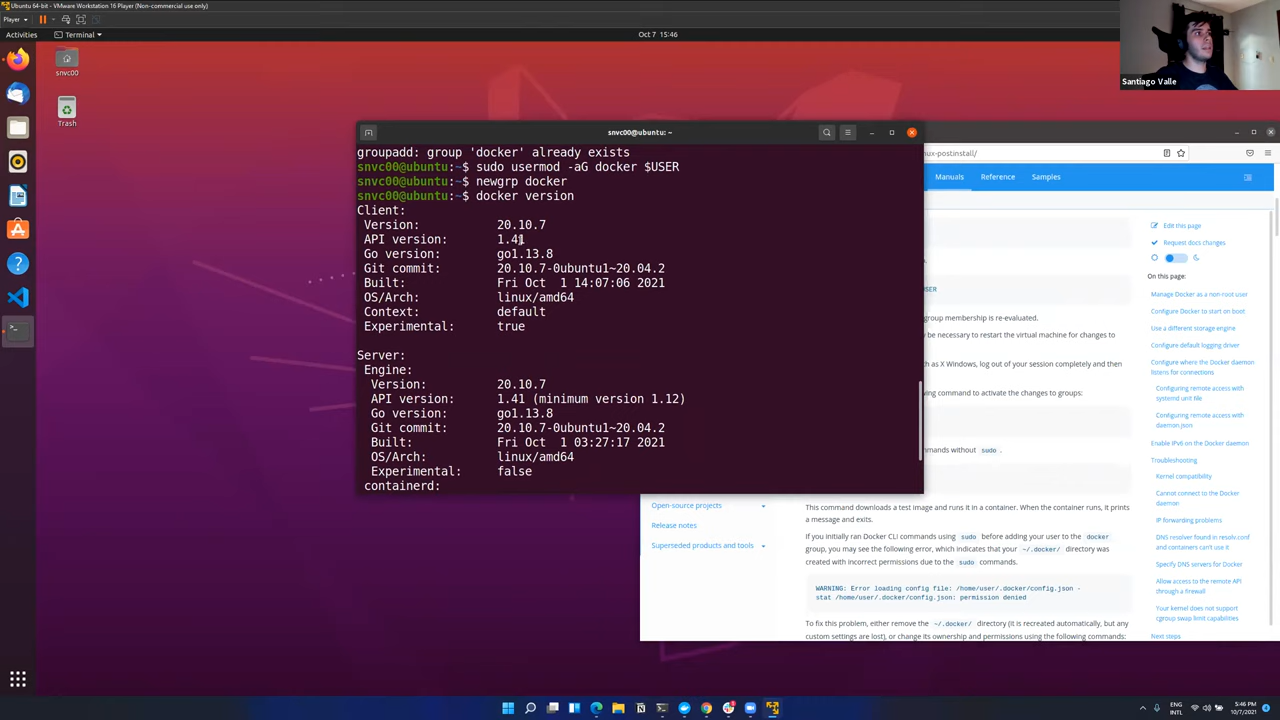 Ubuntu 64-bit - VMware Workstation 16 Player (Non-commercial use only)
Player
Activities
Terminal
Oct 7 15:46
Santiago Valle
snvc00
Trash
snvc00@ubuntu: ~
groupadd: group 'docker' already exists
snvc00@ubuntu:~$ sudo usermod -aG docker $USER
snvc00@ubuntu:~$ newgrp docker
snvc00@ubuntu:~$ docker version
Client:
Version: 20.10.7
API version: 1.41
Go version: go1.13.8
Git commit: 20.10.7-0ubuntu1~20.04.2
Built: Fri Oct 1 14:07:06 2021
OS/Arch: linux/amd64
Context: default
Experimental: true
Server:
Engine:
Version: 20.10.7
API version: 1.41 (minimum version 1.12)
Go version: go1.13.8
Git commit: 20.10.7-0ubuntu1~20.04.2
Built: Fri Oct 1 03:27:17 2021
OS/Arch: linux/amd64
Experimental: false
containerd:
nux-postinstall/
Manuals
Reference
Samples
USER
group membership is re-evaluated.
o be necessary to restart the virtual machine for changes to
h as X Windows, log out of your session completely and then
wing command to activate the changes to groups:
mmands without sudo .
Open-source projects
Release notes
Superseded products and tools
This command downloads a test image and runs it in a container. When the container runs, it prints
a message and exits.
If you initially ran Docker CLI commands using sudo before adding your user to the docker
group, you may see the following error, which indicates that your ~/.docker/ directory was
created with incorrect permissions due to the sudo commands.
WARNING: Error loading config file: /home/user/.docker/config.json -
stat /home/user/.docker/config.json: permission denied
To fix this problem, either remove the ~/.docker/ directory (it is recreated automatically, but any
custom settings are lost), or change its ownership and permissions using the following commands:
Edit this page
Request docs changes
On this page:
Manage Docker as a non-root user
Configure Docker to start on boot
Use a different storage engine
Configure default logging driver
Configure where the Docker daemon
listens for connections
Configuring remote access with
systemd unit file
Configuring remote access with
daemon.json
Enable IPv6 on the Docker daemon
Troubleshooting
Kernel compatibility
Cannot connect to the Docker
daemon
IP forwarding problems
DNS resolver found in resolv.conf
and containers can't use it
Specify DNS servers for Docker
Allow access to the remote API
through a firewall
Your kernel does not support
cgroup swap limit capabilities
Next steps
ENG
INTL
5:46 PM
10/7/2021